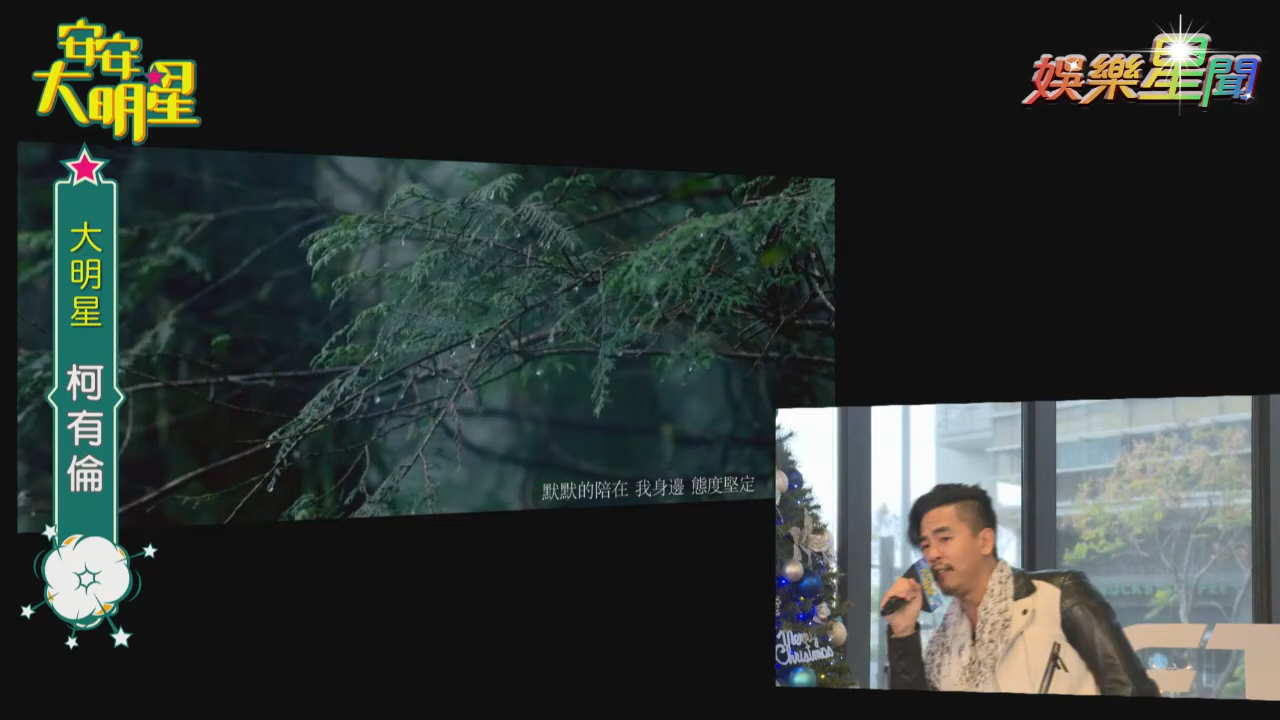 安安
大明星
娛樂星聞
大明星
柯有倫
默默的陪在 我身邊 態度堅定
Merry
Christmas